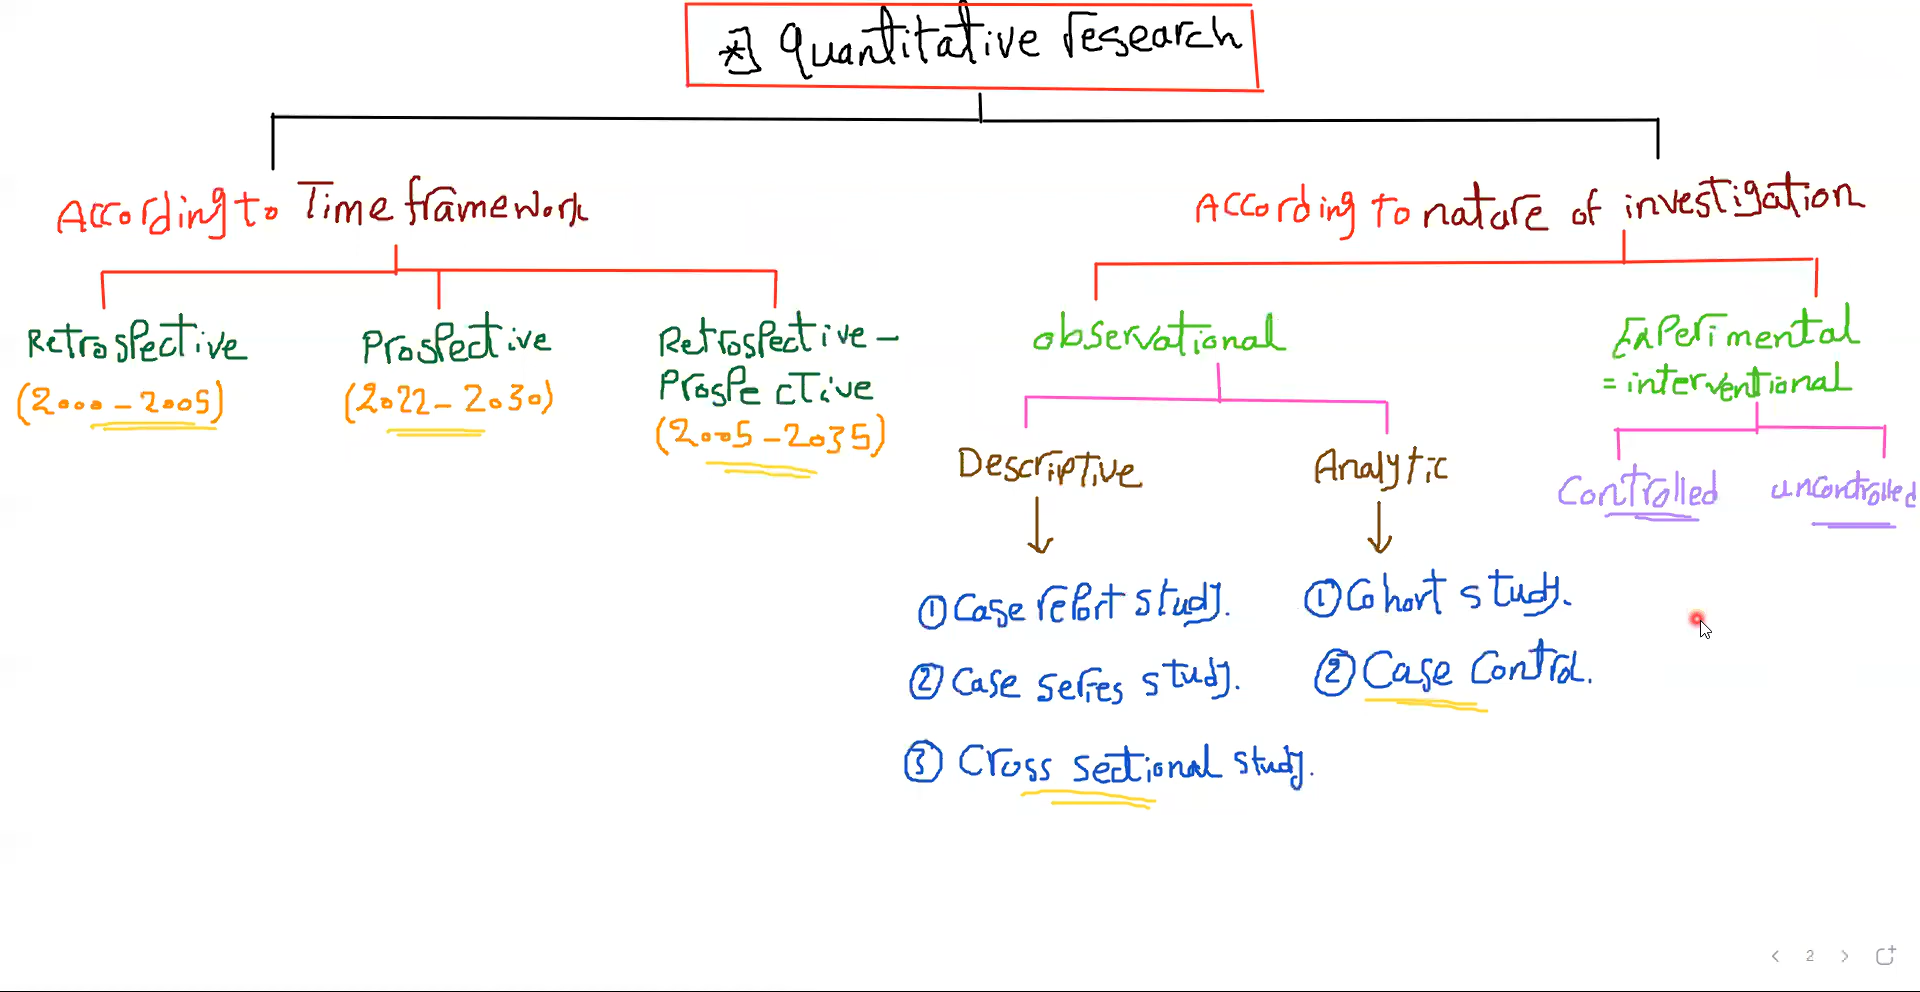 *] Quantitative research
According to Time framework
According to nature of investigation
Retrospective
(2000-2005)
Prospective
(2022-2030)
Retrospective-
Prospective
(2005-2035)
observational
Experimental
= interventional
Descriptive
Analytic
Controlled
uncontrolled
① Case report study.
② Case series study.
③ Cross sectional study.
① Cohort study.
② Case Control.
< 2 >